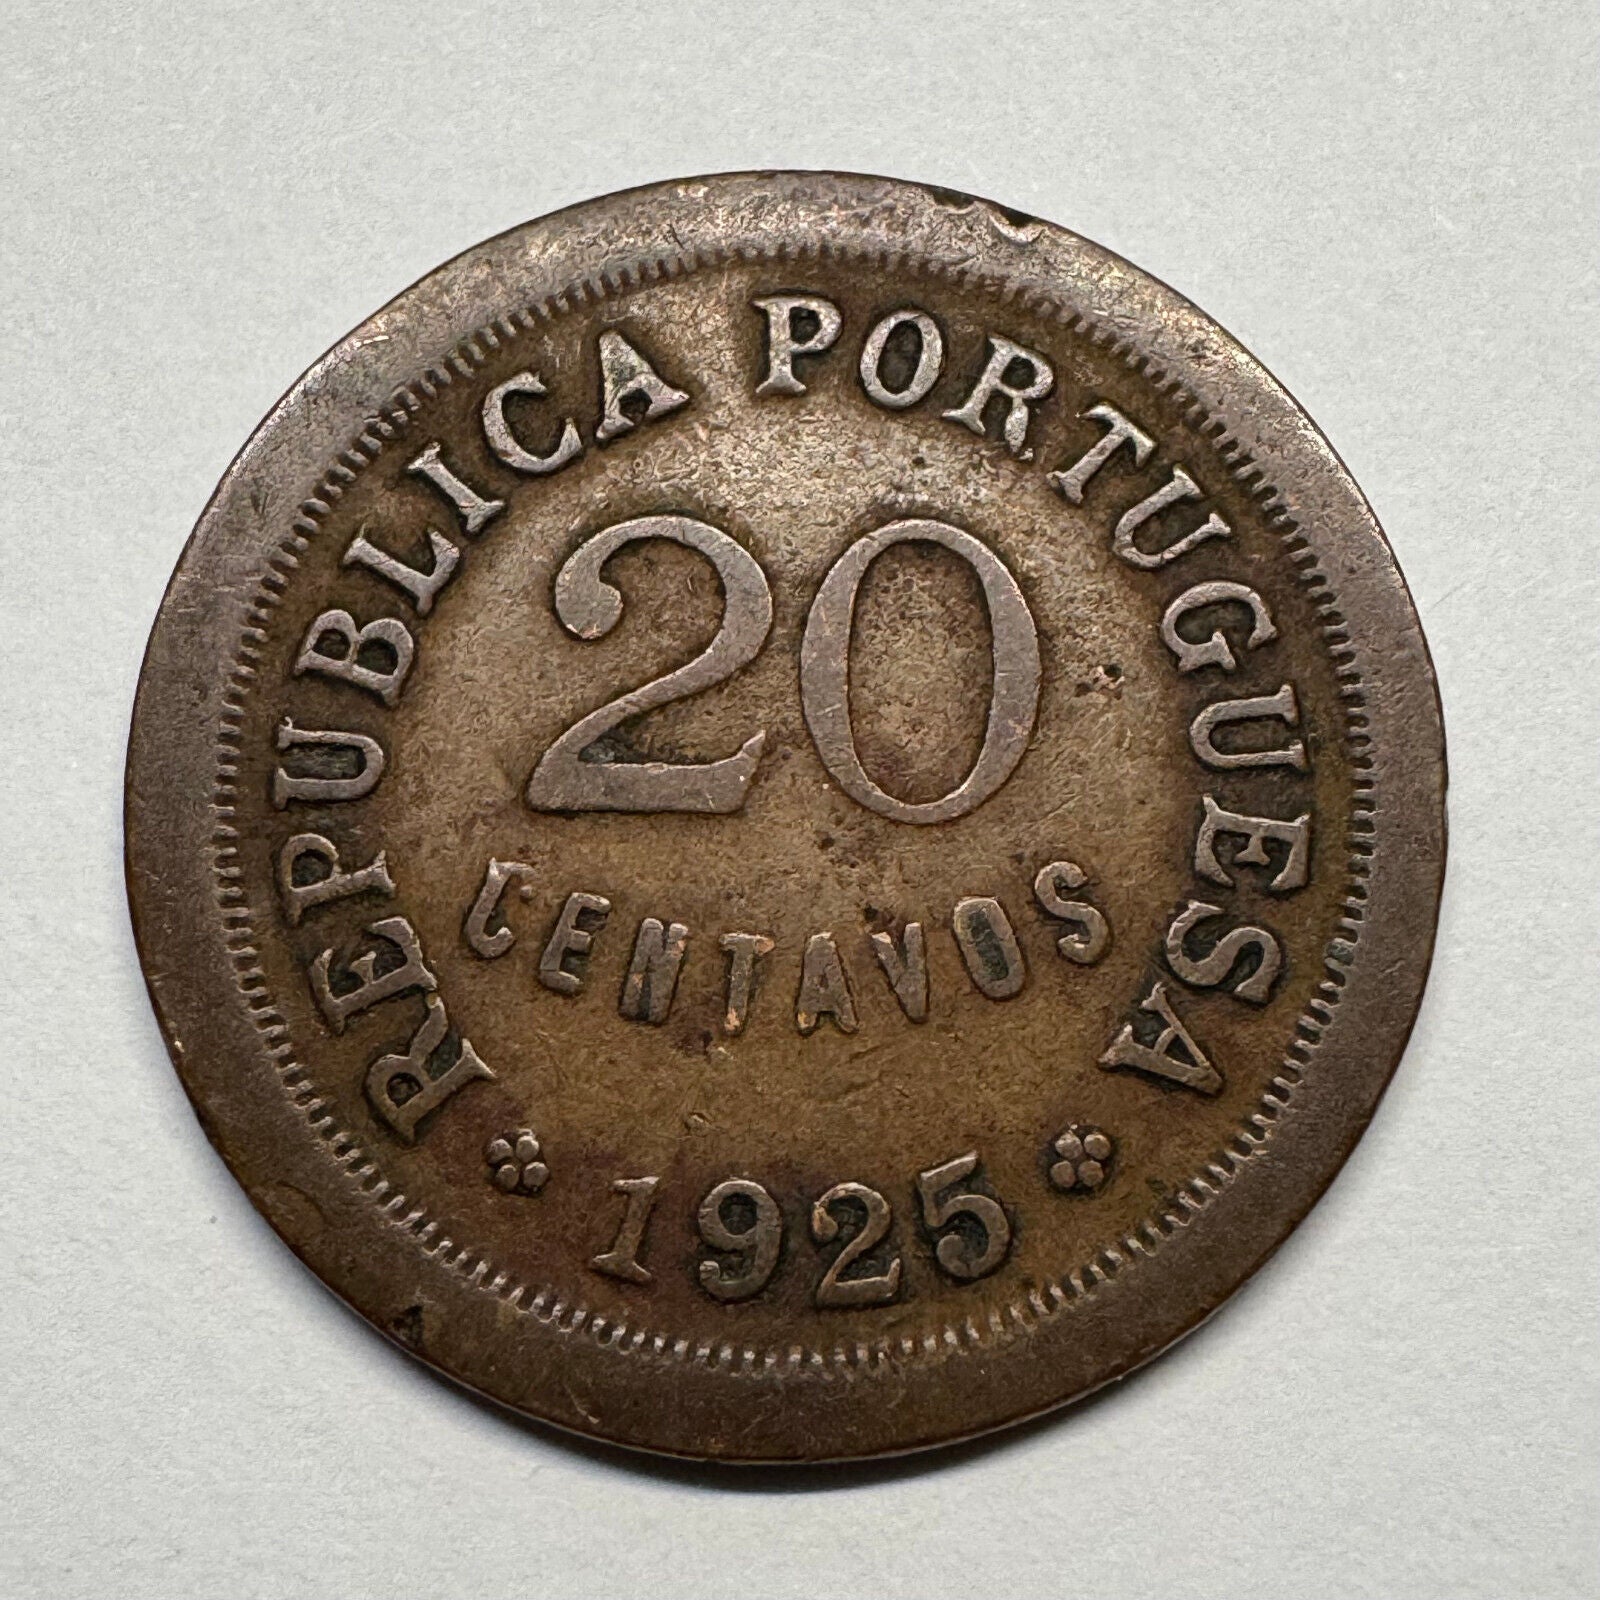 REPUBLICA PORTUGUESA
20
CENTAVOS
1925